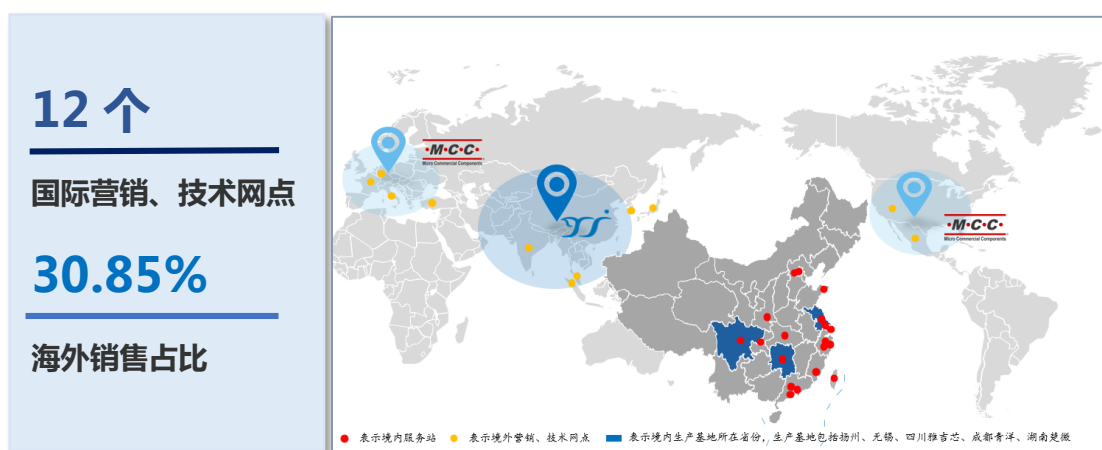 12 个
国际营销、技术网点
30.85%
海外销售占比
·M·C·C·
Micro Commercial Components
·M·C·C·
Micro Commercial Components
表示境内服务站
表示境外营销、技术网点
表示境内生产基地所在省份，生产基地包括扬州、无锡、四川雅吉芯、成都青洋、湖南楚微